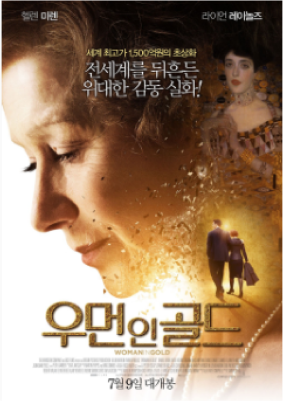 헬렌 미렌
라이언 레이놀즈
세계 최고가 1,500억원의 초상화
전세계를 뒤흔든
위대한 감동 실화!
우먼 인 골드
WOMAN IN GOLD
7월 9일 대개봉